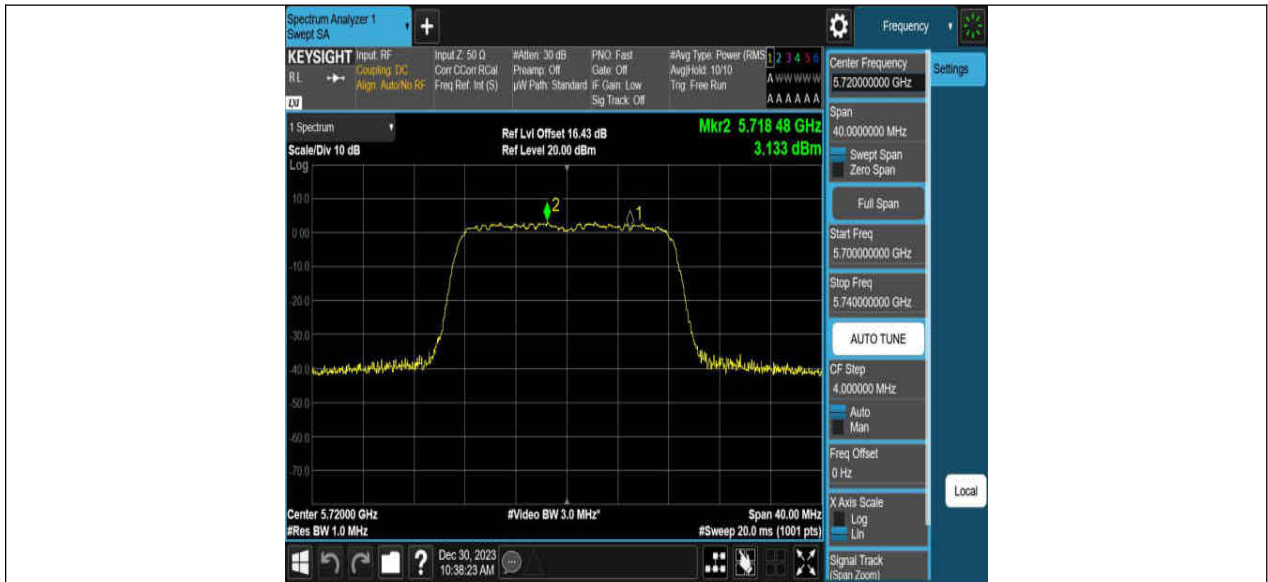 Spectrum Analyzer 1
Swept SA
+
Frequency
KEYSIGHT
RL
Input: RF
Coupling: DC
Align: Auto/No RF
Input Z: 50 Ω
Corr CCorr RCal
Freq Ref: Int (S)
#Atten: 30 dB
Preamp: Off
µW Path: Standard
PNO: Fast
Gate: Off
IF Gain: Low
Sig Track: Off
#Avg Type: Power (RMS
Avg|Hold: 10/10
Trig: Free Run
1 2 3 4 5 6
A W W W W W
A A A A A A
1 Spectrum
Scale/Div 10 dB
Log
Ref Lvl Offset 16.43 dB
Ref Level 20.00 dBm
Mkr2 5.718 48 GHz
3.133 dBm
10.0
0.00
-10.0
-20.0
-30.0
-40.0
-50.0
-60.0
-70.0
2
1
Center 5.72000 GHz
#Res BW 1.0 MHz
#Video BW 3.0 MHz*
Span 40.00 MHz
#Sweep 20.0 ms (1001 pts)
?
Dec 30, 2023
10:38:23 AM
Center Frequency
5.720000000 GHz
Settings
Span
40.0000000 MHz
Swept Span
Zero Span
Full Span
Start Freq
5.700000000 GHz
Stop Freq
5.740000000 GHz
AUTO TUNE
CF Step
4.000000 MHz
Auto
Man
Freq Offset
0 Hz
X Axis Scale
Log
Lin
Local
Signal Track
(Span Zoom)